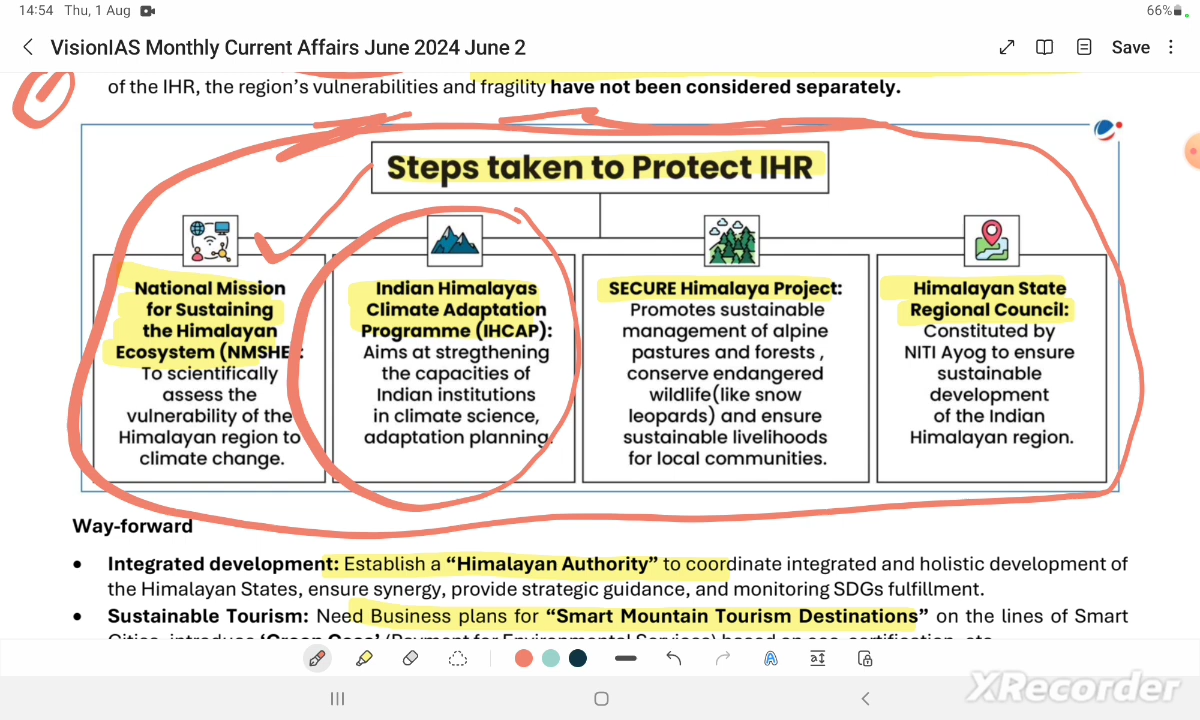 14:54 Thu, 1 Aug
66%
VisionIAS Monthly Current Affairs June 2024 June 2
Save
of the IHR, the region's vulnerabilities and fragility have not been considered separately.
Steps taken to Protect IHR
National Mission
for Sustaining
the Himalayan
Ecosystem (NMSHE :
To scientifically
assess the
vulnerability of the
Himalayan region to
climate change.
Indian Himalayas
Climate Adaptation
Programme (IHCAP):
Aims at stregthening
the capacities of
Indian institutions
in climate science,
adaptation planning.
SECURE Himalaya Project:
Promotes sustainable
management of alpine
pastures and forests ,
conserve endangered
wildlife(like snow
leopards) and ensure
sustainable livelihoods
for local communities.
Himalayan State
Regional Council:
Constituted by
NITI Ayog to ensure
sustainable
development
of the Indian
Himalayan region.
Way-forward
• Integrated development: Establish a “Himalayan Authority” to coordinate integrated and holistic development of
the Himalayan States, ensure synergy, provide strategic guidance, and monitoring SDGs fulfillment.
• Sustainable Tourism: Need Business plans for “Smart Mountain Tourism Destinations” on the lines of Smart
XRecorder